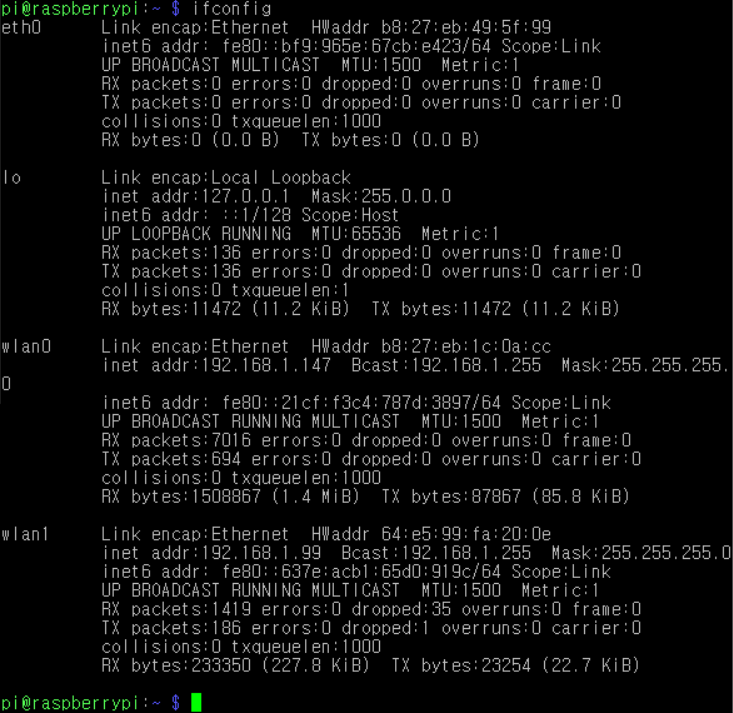 pi@raspberrypi:~ $ ifconfig
eth0      Link encap:Ethernet  HWaddr b8:27:eb:49:5f:99
          inet6 addr: fe80::bf9:965e:67cb:e423/64 Scope:Link
          UP BROADCAST MULTICAST  MTU:1500  Metric:1
          RX packets:0 errors:0 dropped:0 overruns:0 frame:0
          TX packets:0 errors:0 dropped:0 overruns:0 carrier:0
          collisions:0 txqueuelen:1000
          RX bytes:0 (0.0 B)  TX bytes:0 (0.0 B)

lo        Link encap:Local Loopback
          inet addr:127.0.0.1  Mask:255.0.0.0
          inet6 addr: ::1/128 Scope:Host
          UP LOOPBACK RUNNING  MTU:65536  Metric:1
          RX packets:136 errors:0 dropped:0 overruns:0 frame:0
          TX packets:136 errors:0 dropped:0 overruns:0 carrier:0
          collisions:0 txqueuelen:1
          RX bytes:11472 (11.2 KiB)  TX bytes:11472 (11.2 KiB)

wlan0     Link encap:Ethernet  HWaddr b8:27:eb:1c:0a:cc
          inet addr:192.168.1.147  Bcast:192.168.1.255  Mask:255.255.255.
0
          inet6 addr: fe80::21cf:f3c4:787d:3897/64 Scope:Link
          UP BROADCAST RUNNING MULTICAST  MTU:1500  Metric:1
          RX packets:7016 errors:0 dropped:0 overruns:0 frame:0
          TX packets:694 errors:0 dropped:0 overruns:0 carrier:0
          collisions:0 txqueuelen:1000
          RX bytes:1508867 (1.4 MiB)  TX bytes:87867 (85.8 KiB)

wlan1     Link encap:Ethernet  HWaddr 64:e5:99:fa:20:0e
          inet addr:192.168.1.99  Bcast:192.168.1.255  Mask:255.255.255.0
          inet6 addr: fe80::637e:acb1:65d0:919c/64 Scope:Link
          UP BROADCAST RUNNING MULTICAST  MTU:1500  Metric:1
          RX packets:1419 errors:0 dropped:35 overruns:0 frame:0
          TX packets:186 errors:0 dropped:1 overruns:0 carrier:0
          collisions:0 txqueuelen:1000
          RX bytes:233350 (227.8 KiB)  TX bytes:23254 (22.7 KiB)

pi@raspberrypi:~ $